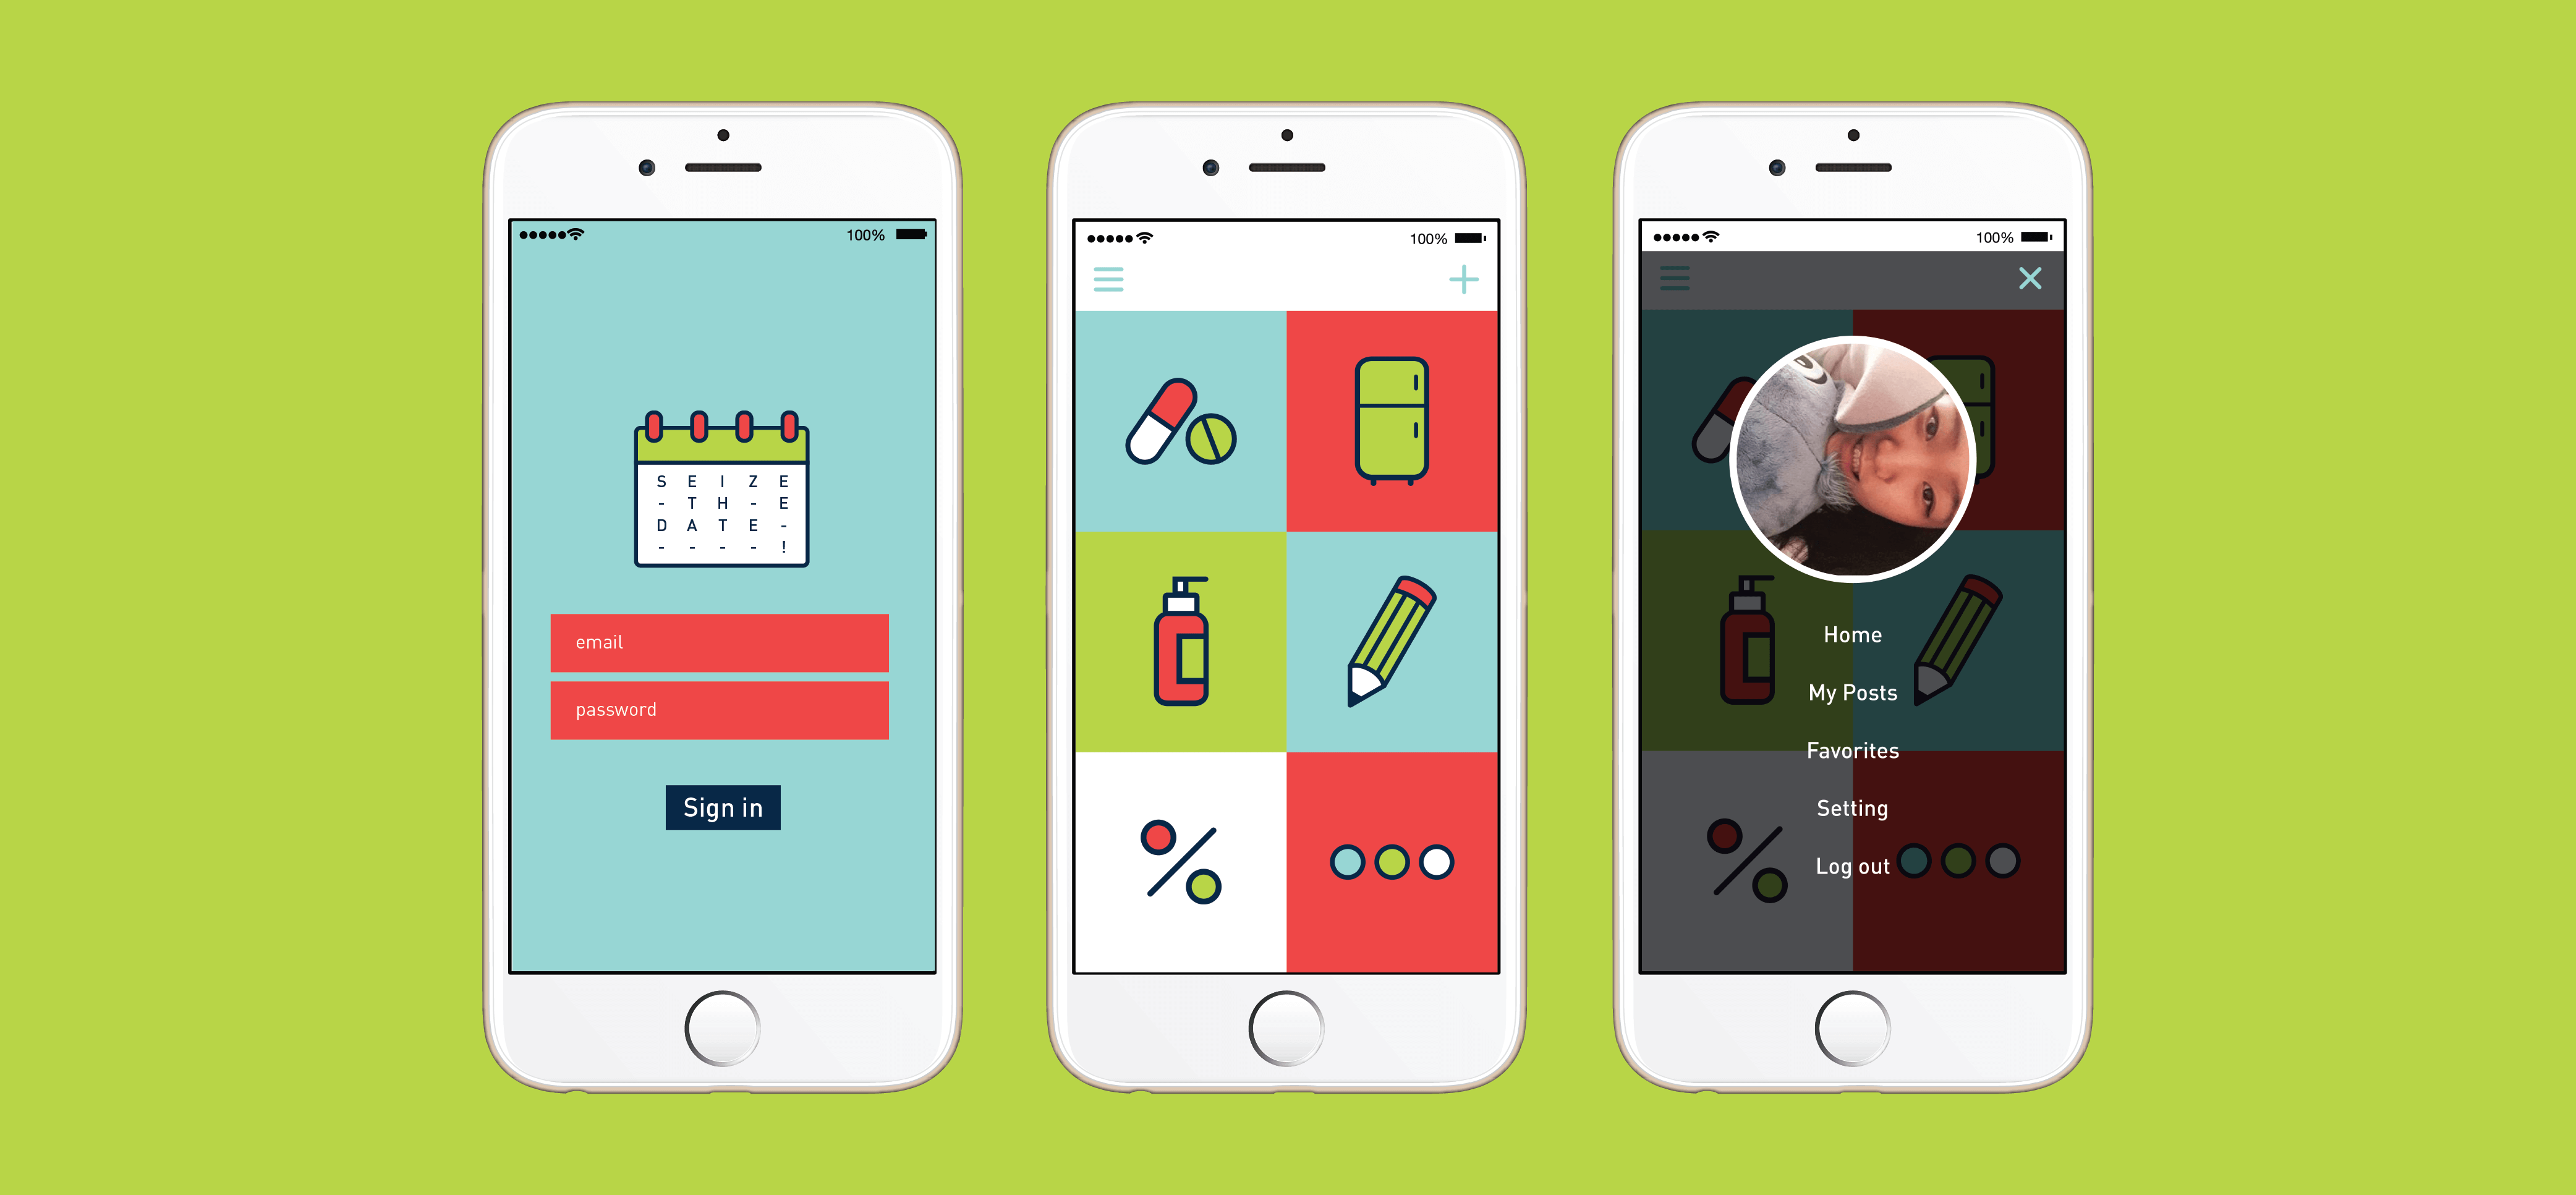 100%
S E I Z E
- T H - E
D A T E -
- - - - !
email
password
Sign in
100%
100%
Home
My Posts
Favorites
Setting
Log out